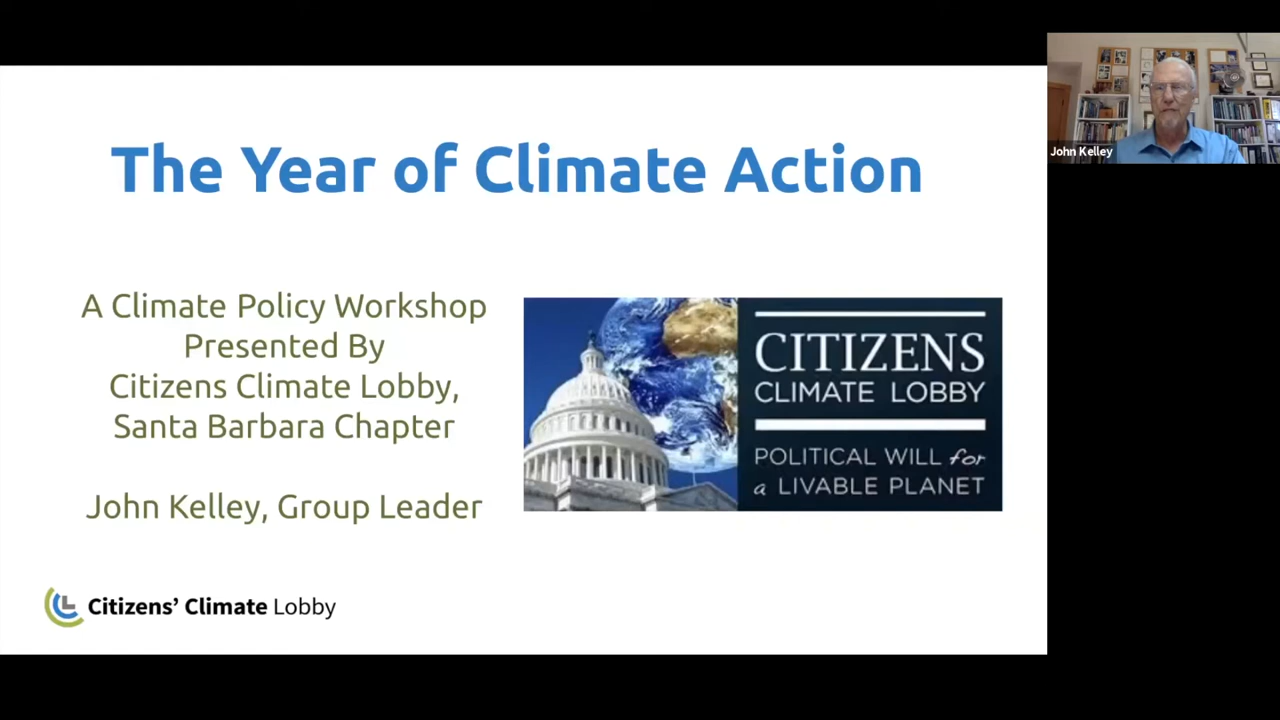 The Year of Climate Action
A Climate Policy Workshop
Presented By
Citizens Climate Lobby,
Santa Barbara Chapter
John Kelley, Group Leader
CITIZENS
CLIMATE LOBBY
POLITICAL WILL for
a LIVABLE PLANET
Citizens' Climate Lobby
John Kelley